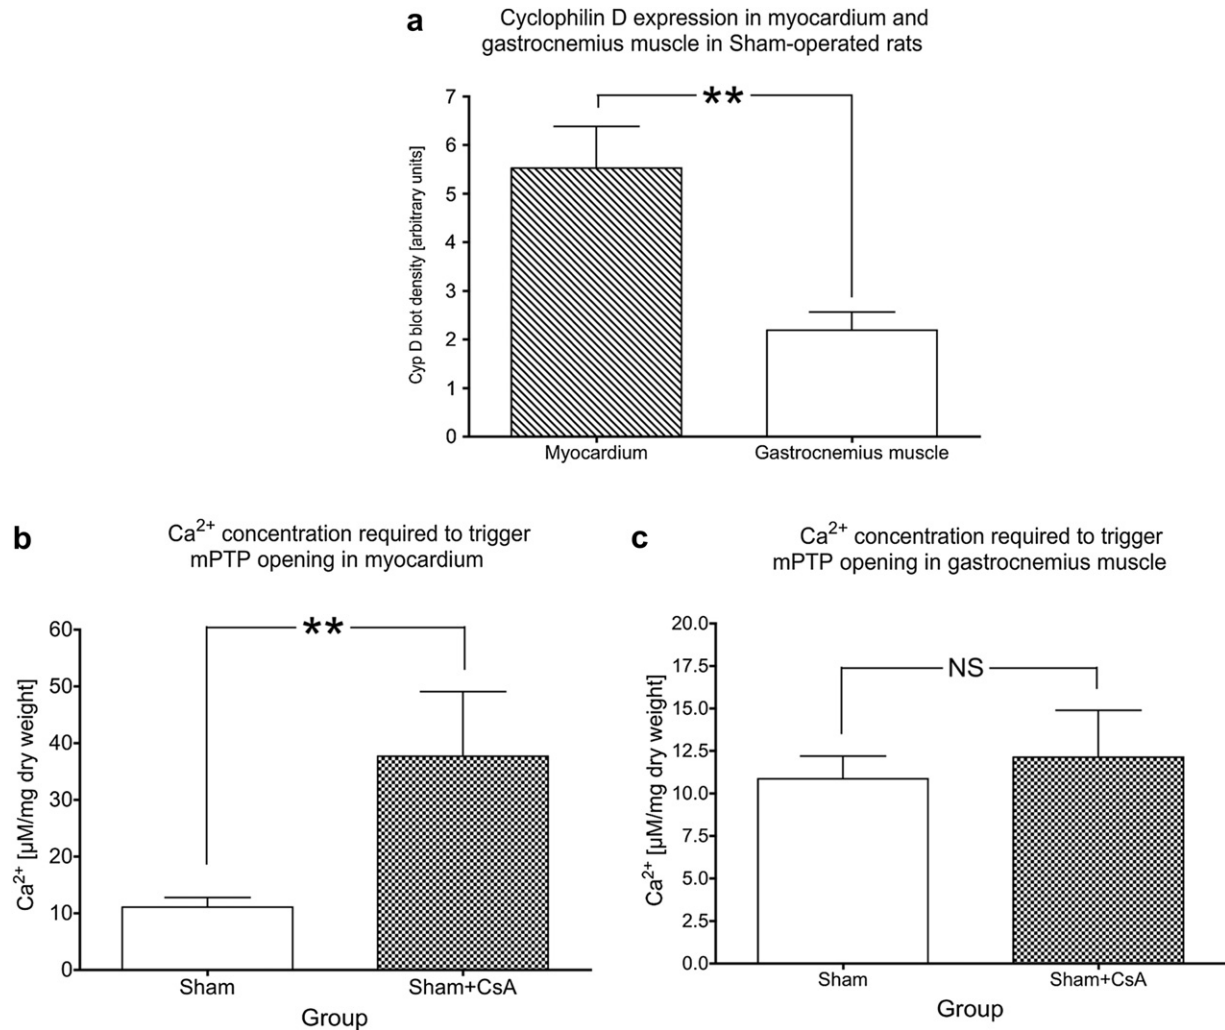 a
Cyclophilin D expression in myocardium and
gastrocnemius muscle in Sham-operated rats
Cyp D blot density [arbitrary units]
7
6
5
4
3
2
1
0
**
Myocardium
Gastrocnemius muscle
b
Ca²⁺ concentration required to trigger
mPTP opening in myocardium
Ca²⁺ [µM/mg dry weight]
60
50
40
30
20
10
0
**
Sham
Sham+CsA
Group
c
Ca²⁺ concentration required to trigger
mPTP opening in gastrocnemius muscle
Ca²⁺ [µM/mg dry weight]
20.0
17.5
15.0
12.5
10.0
7.5
5.0
2.5
0.0
NS
Sham
Sham+CsA
Group